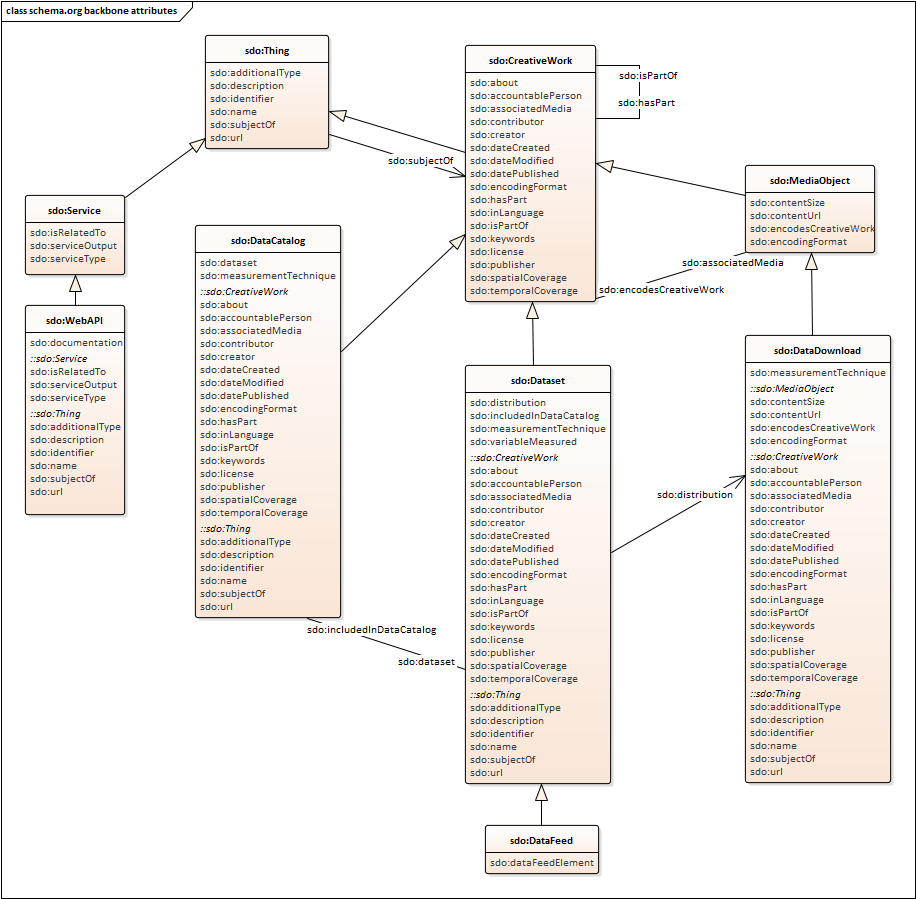 class schema.org backbone attributes
sdo:Thing
sdo:additionalType
sdo:description
sdo:identifier
sdo:name
sdo:subjectOf
sdo:url
sdo:CreativeWork
sdo:about
sdo:accountablePerson
sdo:associatedMedia
sdo:contributor
sdo:creator
sdo:dateCreated
sdo:dateModified
sdo:datePublished
sdo:encodingFormat
sdo:hasPart
sdo:inLanguage
sdo:isPartOf
sdo:keywords
sdo:license
sdo:publisher
sdo:spatialCoverage
sdo:temporalCoverage
sdo:isPartOf
sdo:hasPart
sdo:subjectOf
sdo:MediaObject
sdo:contentSize
sdo:contentUrl
sdo:encodesCreativeWork
sdo:encodingFormat
sdo:associatedMedia
sdo:encodesCreativeWork
sdo:Service
sdo:isRelatedTo
sdo:serviceOutput
sdo:serviceType
sdo:WebAPI
sdo:documentation
::sdo:Service
sdo:isRelatedTo
sdo:serviceOutput
sdo:serviceType
::sdo:Thing
sdo:additionalType
sdo:description
sdo:identifier
sdo:name
sdo:subjectOf
sdo:url
sdo:DataCatalog
sdo:dataset
sdo:measurementTechnique
::sdo:CreativeWork
sdo:about
sdo:accountablePerson
sdo:associatedMedia
sdo:contributor
sdo:creator
sdo:dateCreated
sdo:dateModified
sdo:datePublished
sdo:encodingFormat
sdo:hasPart
sdo:inLanguage
sdo:isPartOf
sdo:keywords
sdo:license
sdo:publisher
sdo:spatialCoverage
sdo:temporalCoverage
::sdo:Thing
sdo:additionalType
sdo:description
sdo:identifier
sdo:name
sdo:subjectOf
sdo:url
sdo:includedInDataCatalog
sdo:dataset
sdo:Dataset
sdo:distribution
sdo:includedInDataCatalog
sdo:measurementTechnique
sdo:variableMeasured
::sdo:CreativeWork
sdo:about
sdo:accountablePerson
sdo:associatedMedia
sdo:contributor
sdo:creator
sdo:dateCreated
sdo:dateModified
sdo:datePublished
sdo:encodingFormat
sdo:hasPart
sdo:inLanguage
sdo:isPartOf
sdo:keywords
sdo:license
sdo:publisher
sdo:spatialCoverage
sdo:temporalCoverage
::sdo:Thing
sdo:additionalType
sdo:description
sdo:identifier
sdo:name
sdo:subjectOf
sdo:url
sdo:distribution
sdo:DataDownload
sdo:measurementTechnique
::sdo:MediaObject
sdo:contentSize
sdo:contentUrl
sdo:encodesCreativeWork
sdo:encodingFormat
::sdo:CreativeWork
sdo:about
sdo:accountablePerson
sdo:associatedMedia
sdo:contributor
sdo:creator
sdo:dateCreated
sdo:dateModified
sdo:datePublished
sdo:encodingFormat
sdo:hasPart
sdo:inLanguage
sdo:isPartOf
sdo:keywords
sdo:license
sdo:publisher
sdo:spatialCoverage
sdo:temporalCoverage
::sdo:Thing
sdo:additionalType
sdo:description
sdo:identifier
sdo:name
sdo:subjectOf
sdo:url
sdo:DataFeed
sdo:dataFeedElement